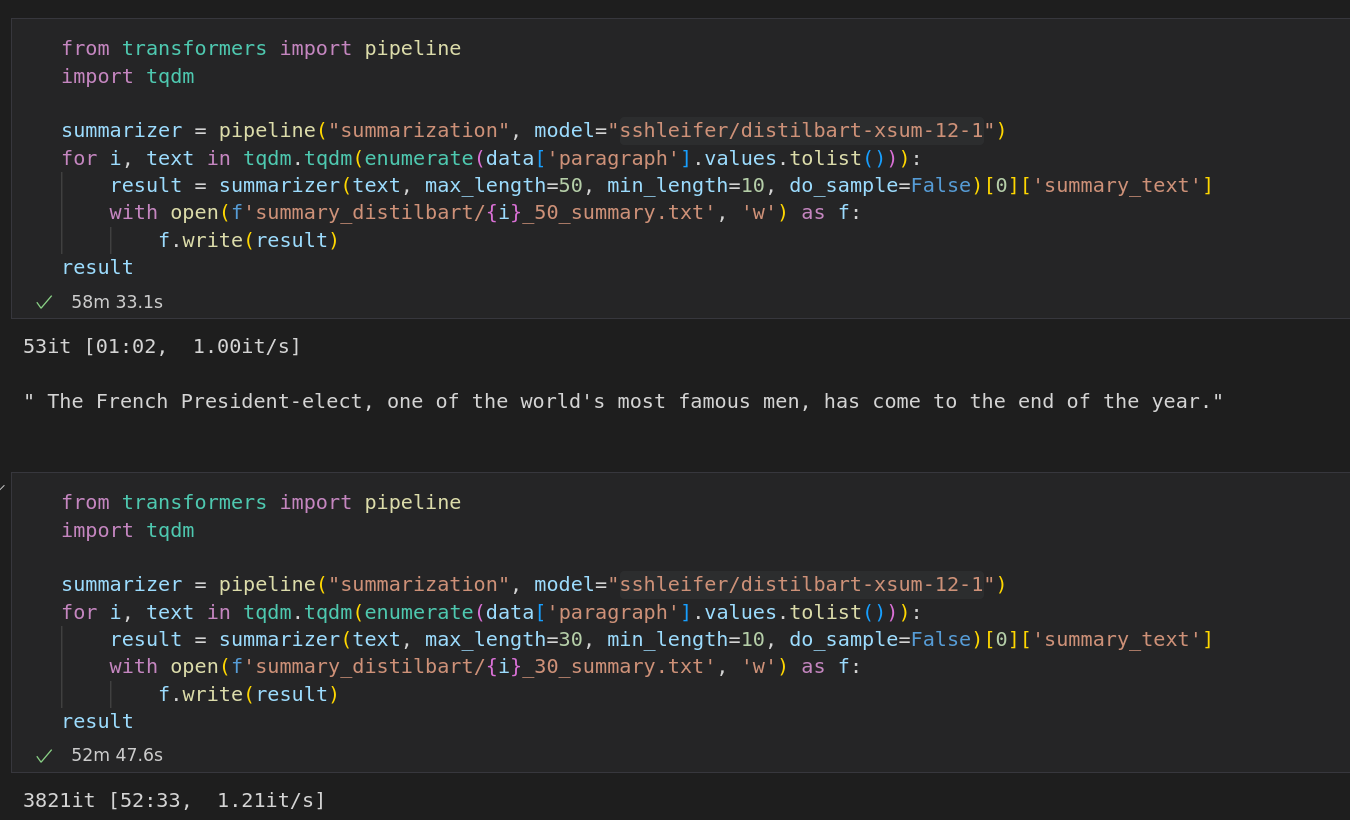 from transformers import pipeline
import tqdm
summarizer = pipeline("summarization", model="sshleifer/distilbart-xsum-12-1")
for i, text in tqdm.tqdm(enumerate(data['paragraph'].values.tolist())):
    result = summarizer(text, max_length=50, min_length=10, do_sample=False)[0]['summary_text']
    with open(f'summary_distilbart/{i}_50_summary.txt', 'w') as f:
        f.write(result)
result
58m 33.1s
53it [01:02,  1.00it/s]
" The French President-elect, one of the world's most famous men, has come to the end of the year."
from transformers import pipeline
import tqdm
summarizer = pipeline("summarization", model="sshleifer/distilbart-xsum-12-1")
for i, text in tqdm.tqdm(enumerate(data['paragraph'].values.tolist())):
    result = summarizer(text, max_length=30, min_length=10, do_sample=False)[0]['summary_text']
    with open(f'summary_distilbart/{i}_30_summary.txt', 'w') as f:
        f.write(result)
result
52m 47.6s
3821it [52:33,  1.21it/s]